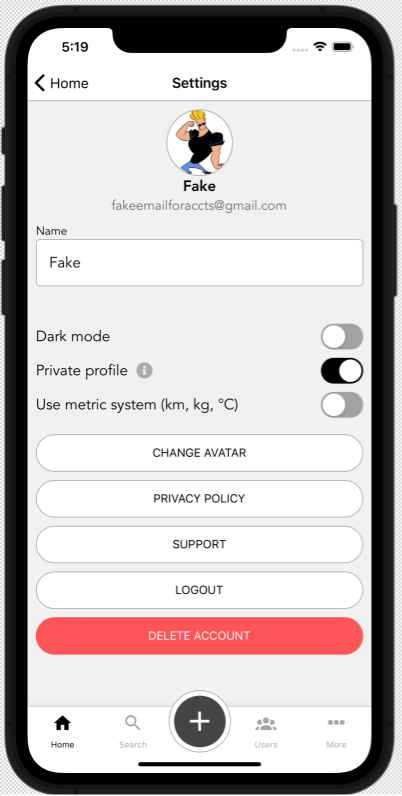 5:19
Home
Settings
Fake
fakeemailforaccts@gmail.com
Name
Fake
Dark mode
Private profile
Use metric system (km, kg, °C)
CHANGE AVATAR
PRIVACY POLICY
SUPPORT
LOGOUT
DELETE ACCOUNT
Home Search Users More